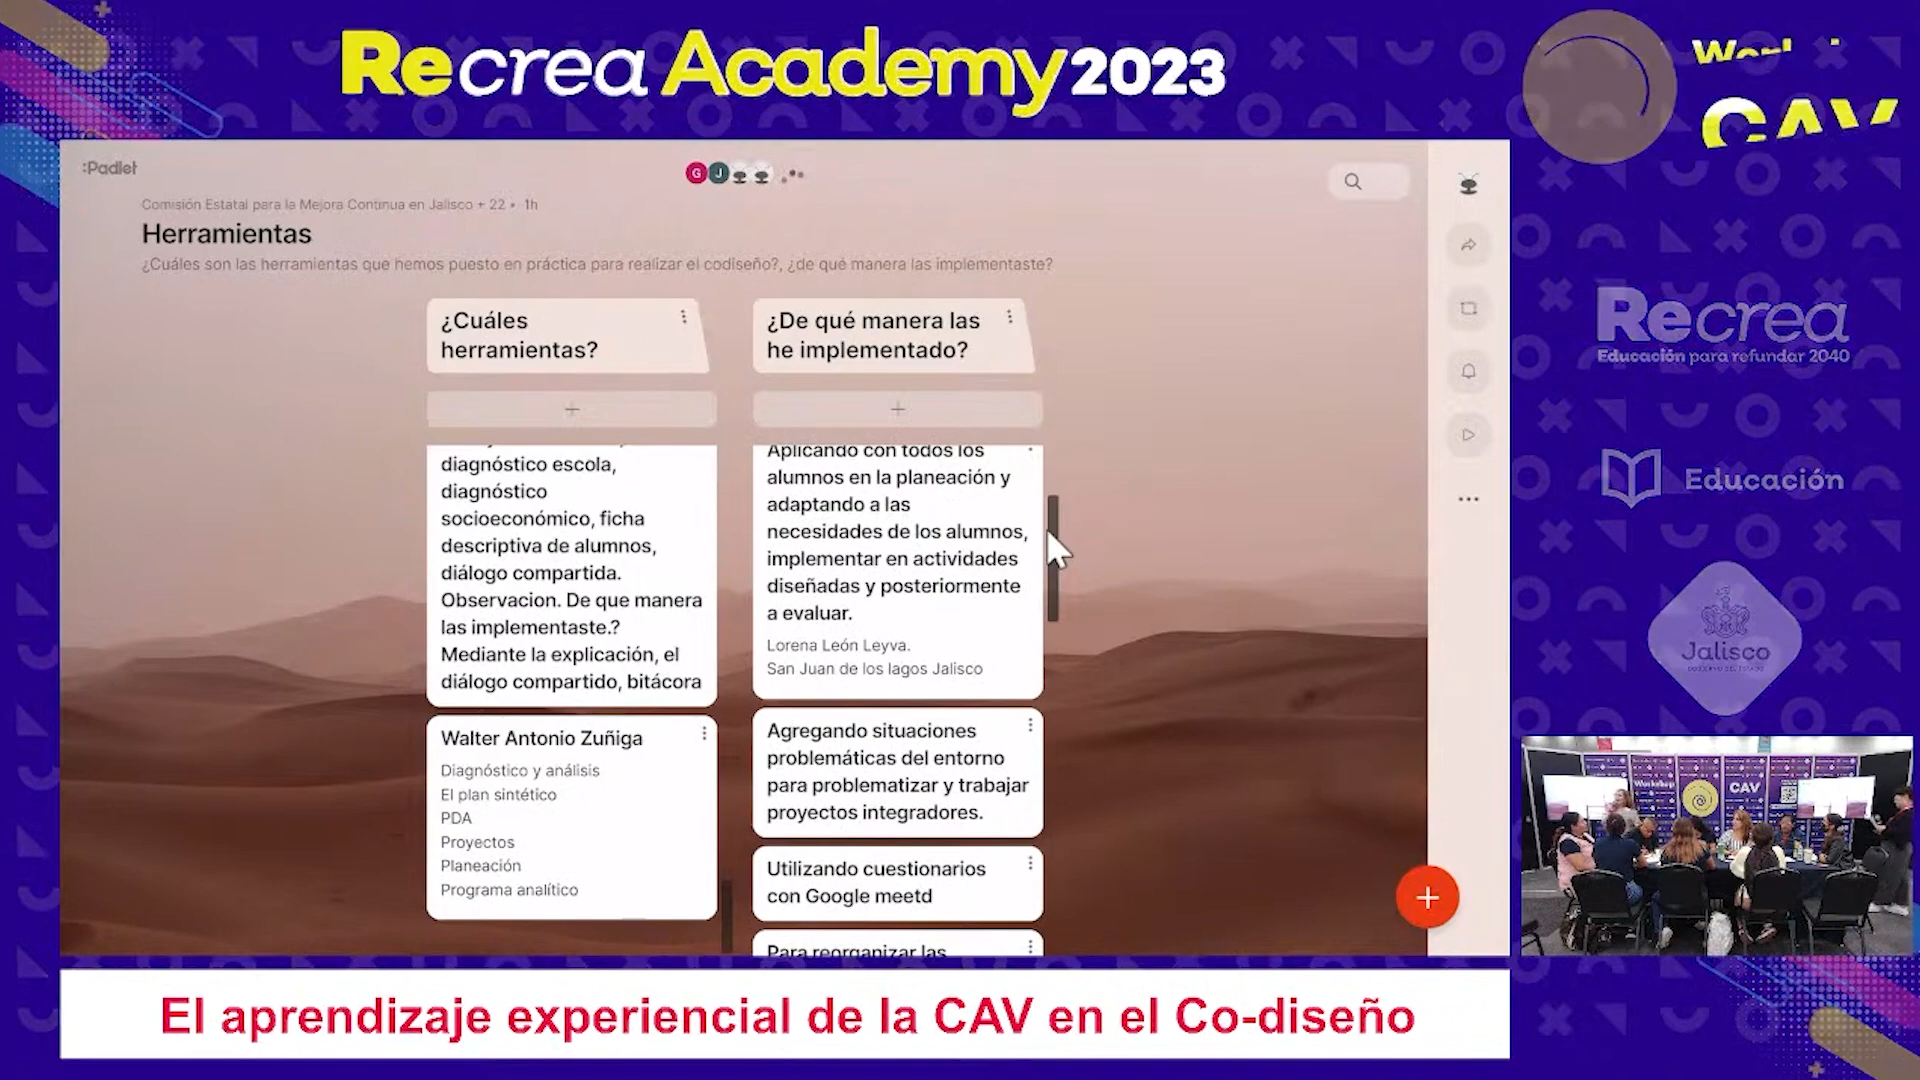 Recrea Academy 2023
:Padlet
G J
Comisión Estatal para la Mejora Continua en Jalisco + 22 • 1h
Herramientas
¿Cuáles son las herramientas que hemos puesto en práctica para realizar el codiseño?, ¿de qué manera las implementaste?
¿Cuáles
herramientas?
diagnóstico escola,
diagnóstico
socioeconómico, ficha
descriptiva de alumnos,
diálogo compartida.
Observacion. De que manera
las implementaste.?
Mediante la explicación, el
diálogo compartido, bitácora
Walter Antonio Zuñiga
Diagnóstico y análisis
El plan sintético
PDA
Proyectos
Planeación
Programa analítico
¿De qué manera las
he implementado?
Aplicando con todos los
alumnos en la planeación y
adaptando a las
necesidades de los alumnos,
implementar en actividades
diseñadas y posteriormente
a evaluar.
Lorena León Leyva.
San Juan de los lagos Jalisco
Agregando situaciones
problemáticas del entorno
para problematizar y trabajar
proyectos integradores.
Utilizando cuestionarios
con Google meetd
Para reorganizar las
CAV
Recrea
Educación para refundar 2040
Educación
Jalisco
Workshop
CAV
El aprendizaje experiencial de la CAV en el Co-diseño